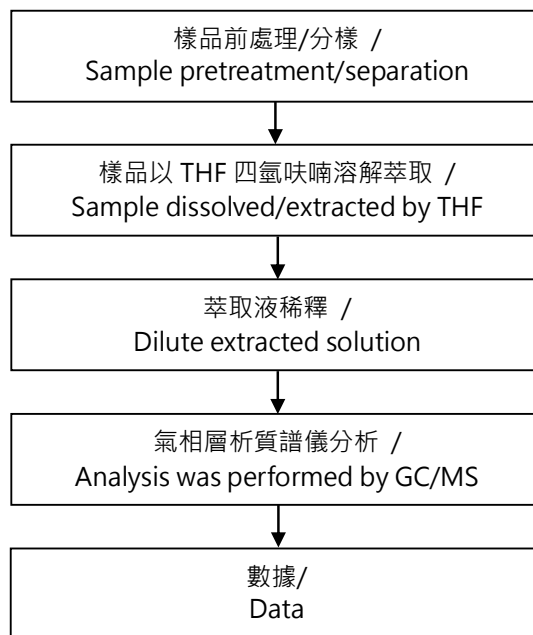 樣品前處理/分樣 /
Sample pretreatment/separation
樣品以 THF 四氫呋喃溶解萃取 /
Sample dissolved/extracted by THF
萃取液稀釋 /
Dilute extracted solution
氣相層析質譜儀分析 /
Analysis was performed by GC/MS
數據/
Data